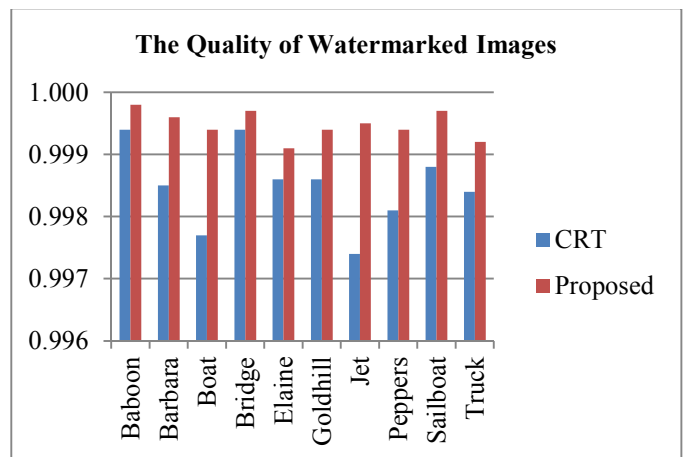 The Quality of Watermarked Images
1.000
0.999
0.998
0.997
0.996
Baboon
Barbara
Boat
Bridge
Elaine
Goldhill
Jet
Peppers
Sailboat
Truck
CRT
Proposed